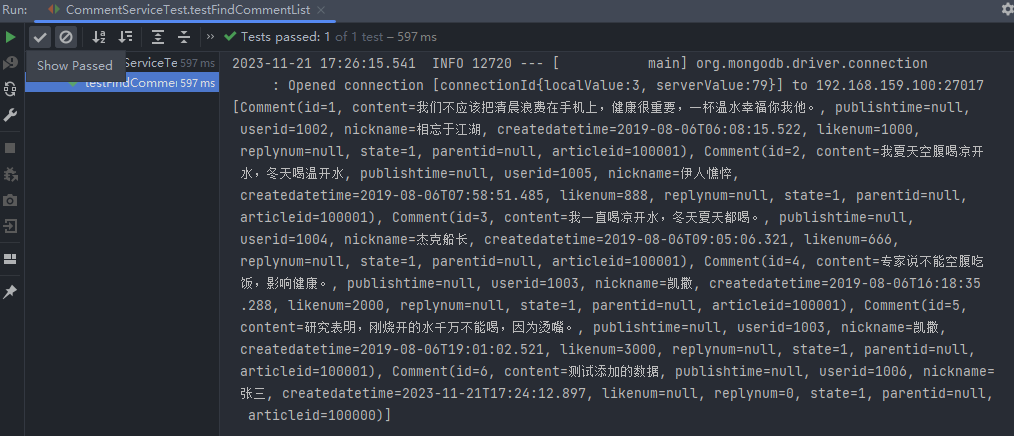 Run:
CommentServiceTest.testFindCommentList
Tests passed: 1 of 1 test – 597 ms
Show Passed
erviceTe 597 ms
testFindCommen 597 ms
2023-11-21 17:26:15.541  INFO 12720 --- [           main] org.mongodb.driver.connection
: Opened connection [connectionId{localValue:3, serverValue:79}] to 192.168.159.100:27017
[Comment(id=1, content=我们不应该把清晨浪费在手机上，健康很重要，一杯温水幸福你我他。, publishtime=null,
userid=1002, nickname=相忘于江湖, createdatetime=2019-08-06T06:08:15.522, likenum=1000,
replynum=null, state=1, parentid=null, articleid=100001), Comment(id=2, content=我夏天空腹喝凉开
水，冬天喝温开水, publishtime=null, userid=1005, nickname=伊人憔悴,
createdatetime=2019-08-06T07:58:51.485, likenum=888, replynum=null, state=1, parentid=null,
articleid=100001), Comment(id=3, content=我一直喝凉开水，冬天夏天都喝。, publishtime=null,
userid=1004, nickname=杰克船长, createdatetime=2019-08-06T09:05:06.321, likenum=666,
replynum=null, state=1, parentid=null, articleid=100001), Comment(id=4, content=专家说不能空腹吃
饭，影响健康。, publishtime=null, userid=1003, nickname=凯撒, createdatetime=2019-08-06T16:18:35
.288, likenum=2000, replynum=null, state=1, parentid=null, articleid=100001), Comment(id=5,
content=研究表明，刚烧开的水千万不能喝，因为烫嘴。, publishtime=null, userid=1003, nickname=凯撒,
createdatetime=2019-08-06T19:01:02.521, likenum=3000, replynum=null, state=1, parentid=null,
articleid=100001), Comment(id=6, content=测试添加的数据, publishtime=null, userid=1006, nickname=
张三, createdatetime=2023-11-21T17:24:12.897, likenum=null, replynum=0, state=1, parentid=null,
articleid=100000)]